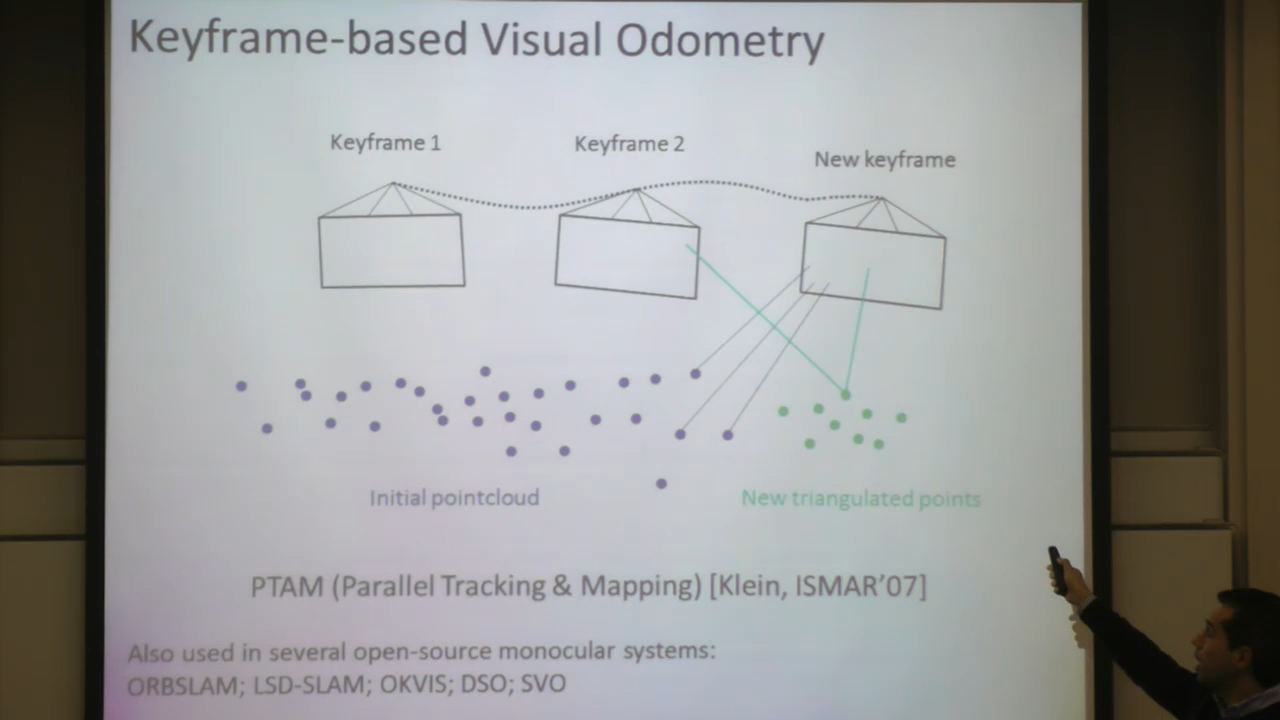 Keyframe-based Visual Odometry
Keyframe 1
Keyframe 2
New keyframe
Initial pointcloud
New triangulated points
PTAM (Parallel Tracking & Mapping) [Klein, ISMAR’07]
Also used in several open-source monocular systems:
ORBSLAM; LSD-SLAM; OKVIS; DSO; SVO